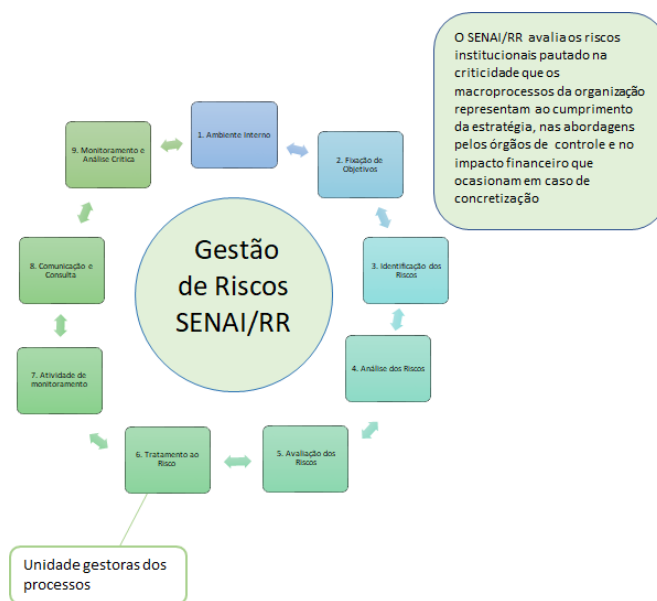 O SENAI/RR avalia os riscos
institucionais pautado na
criticidade que os
macroprocessos da organização
representam ao cumprimento
da estratégia, nas abordagens
pelos órgãos de controle e no
impacto financeiro que
ocasionam em caso de
concretização
1. Ambiente Interno
2. Fixação de
Objetivos
3. Identificação dos
Riscos
4. Análise dos Riscos
5. Avaliação dos
Riscos
6. Tratamento ao
Risco
7. Atividade de
monitoramento
8. Comunicação e
Consulta
9. Monitoramento e
Análise Crítica
Gestão
de Riscos
SENAI/RR
Unidade gestoras dos
processos